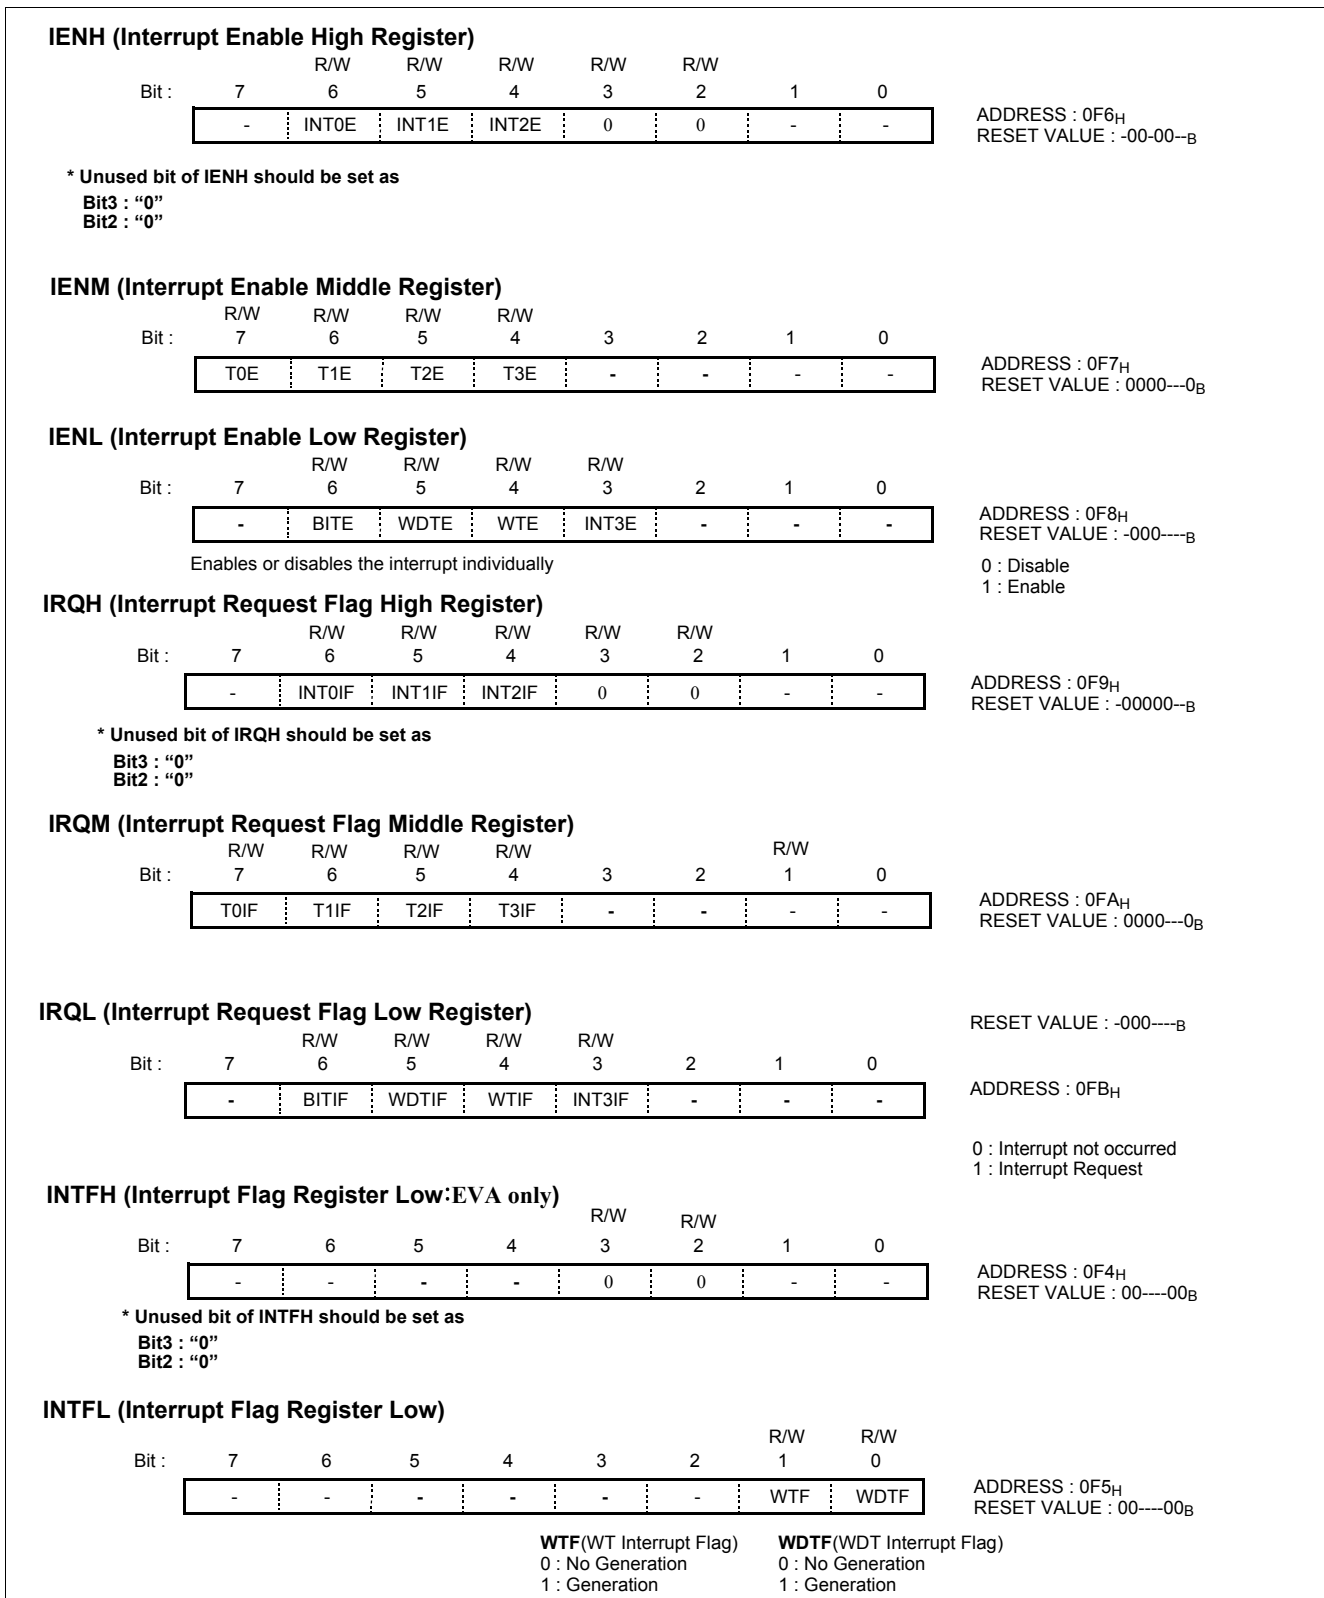 IENH (Interrupt Enable High Register)
R/W R/W R/W R/W R/W
Bit : 7 6 5 4 3 2 1 0
- INT0E INT1E INT2E 0 0 - -
ADDRESS : 0F6H
RESET VALUE : -00-00--B
* Unused bit of IENH should be set as
Bit3 : “0”
Bit2 : “0”
IENM (Interrupt Enable Middle Register)
R/W R/W R/W R/W
Bit : 7 6 5 4 3 2 1 0
T0E T1E T2E T3E - - - -
ADDRESS : 0F7H
RESET VALUE : 0000---0B
IENL (Interrupt Enable Low Register)
R/W R/W R/W R/W
Bit : 7 6 5 4 3 2 1 0
- BITE WDTE WTE INT3E - - -
ADDRESS : 0F8H
RESET VALUE : -000----B
Enables or disables the interrupt individually
0 : Disable
1 : Enable
IRQH (Interrupt Request Flag High Register)
R/W R/W R/W R/W R/W
Bit : 7 6 5 4 3 2 1 0
- INT0IF INT1IF INT2IF 0 0 - -
ADDRESS : 0F9H
RESET VALUE : -00000--B
* Unused bit of IRQH should be set as
Bit3 : “0”
Bit2 : “0”
IRQM (Interrupt Request Flag Middle Register)
R/W R/W R/W R/W R/W
Bit : 7 6 5 4 3 2 1 0
T0IF T1IF T2IF T3IF - - - -
ADDRESS : 0FAH
RESET VALUE : 0000---0B
IRQL (Interrupt Request Flag Low Register)
RESET VALUE : -000----B
R/W R/W R/W R/W
Bit : 7 6 5 4 3 2 1 0
- BITIF WDTIF WTIF INT3IF - - -
ADDRESS : 0FBH
0 : Interrupt not occurred
1 : Interrupt Request
INTFH (Interrupt Flag Register Low:EVA only)
R/W R/W
Bit : 7 6 5 4 3 2 1 0
- - - - 0 0 - -
ADDRESS : 0F4H
RESET VALUE : 00----00B
* Unused bit of INTFH should be set as
Bit3 : “0”
Bit2 : “0”
INTFL (Interrupt Flag Register Low)
R/W R/W
Bit : 7 6 5 4 3 2 1 0
- - - - - - WTF WDTF
ADDRESS : 0F5H
RESET VALUE : 00----00B
WTF(WT Interrupt Flag) WDTF(WDT Interrupt Flag)
0 : No Generation 0 : No Generation
1 : Generation 1 : Generation